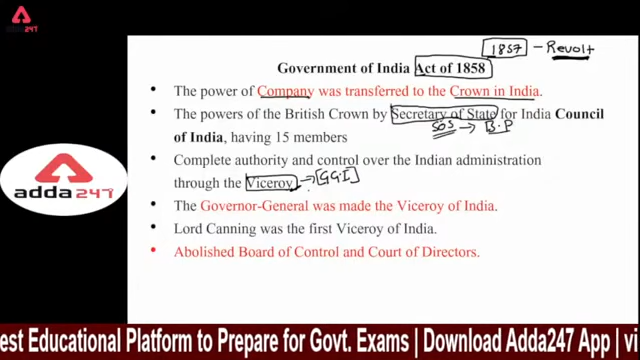 A
adda247
1857 - Revolt
Government of India Act of 1858
• The power of Company was transferred to the Crown in India.
• The powers of the British Crown by Secretary of State for India Council
of India, having 15 members
SOS → B.P
• Complete authority and control over the Indian administration
through the Viceroy → [GGI]
• The Governor-General was made the Viceroy of India.
• Lord Canning was the first Viceroy of India.
• Abolished Board of Control and Court of Directors.
adda247
est Educational Platform to Prepare for Govt. Exams | Download Adda247 App | vi